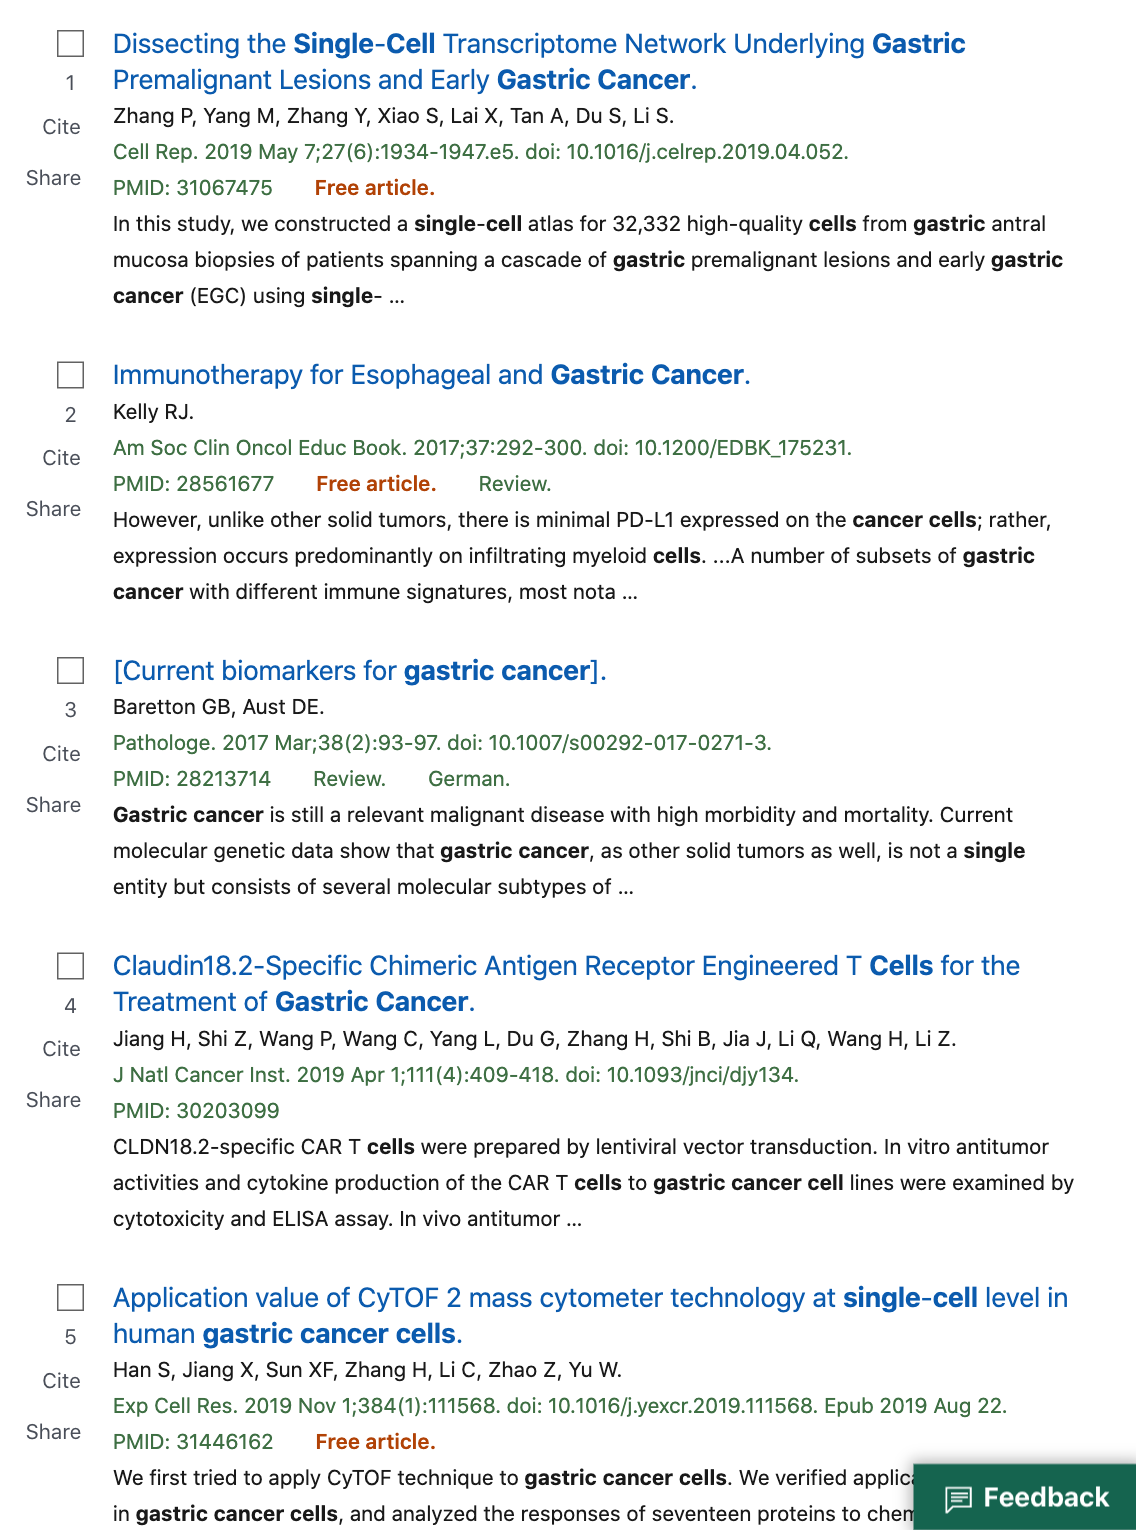 Dissecting the Single-Cell Transcriptome Network Underlying Gastric
Premalignant Lesions and Early Gastric Cancer.
1
Cite
Share
Zhang P, Yang M, Zhang Y, Xiao S, Lai X, Tan A, Du S, Li S.
Cell Rep. 2019 May 7;27(6):1934-1947.e5. doi: 10.1016/j.celrep.2019.04.052.
PMID: 31067475 Free article.
In this study, we constructed a single-cell atlas for 32,332 high-quality cells from gastric antral
mucosa biopsies of patients spanning a cascade of gastric premalignant lesions and early gastric
cancer (EGC) using single- ...
Immunotherapy for Esophageal and Gastric Cancer.
2
Cite
Share
Kelly RJ.
Am Soc Clin Oncol Educ Book. 2017;37:292-300. doi: 10.1200/EDBK_175231.
PMID: 28561677 Free article. Review.
However, unlike other solid tumors, there is minimal PD-L1 expressed on the cancer cells; rather,
expression occurs predominantly on infiltrating myeloid cells. ...A number of subsets of gastric
cancer with different immune signatures, most nota ...
[Current biomarkers for gastric cancer].
3
Cite
Share
Baretton GB, Aust DE.
Pathologe. 2017 Mar;38(2):93-97. doi: 10.1007/s00292-017-0271-3.
PMID: 28213714 Review. German.
Gastric cancer is still a relevant malignant disease with high morbidity and mortality. Current
molecular genetic data show that gastric cancer, as other solid tumors as well, is not a single
entity but consists of several molecular subtypes of ...
Claudin18.2-Specific Chimeric Antigen Receptor Engineered T Cells for the
Treatment of Gastric Cancer.
4
Cite
Share
Jiang H, Shi Z, Wang P, Wang C, Yang L, Du G, Zhang H, Shi B, Jia J, Li Q, Wang H, Li Z.
J Natl Cancer Inst. 2019 Apr 1;111(4):409-418. doi: 10.1093/jnci/djy134.
PMID: 30203099
CLDN18.2-specific CAR T cells were prepared by lentiviral vector transduction. In vitro antitumor
activities and cytokine production of the CAR T cells to gastric cancer cell lines were examined by
cytotoxicity and ELISA assay. In vivo antitumor ...
Application value of CyTOF 2 mass cytometer technology at single-cell level in
human gastric cancer cells.
5
Cite
Share
Han S, Jiang X, Sun XF, Zhang H, Li C, Zhao Z, Yu W.
Exp Cell Res. 2019 Nov 1;384(1):111568. doi: 10.1016/j.yexcr.2019.111568. Epub 2019 Aug 22.
PMID: 31446162 Free article.
We first tried to apply CyTOF technique to gastric cancer cells. We verified
in gastric cancer cells, and analyzed the responses of seventeen proteins to
Feedback